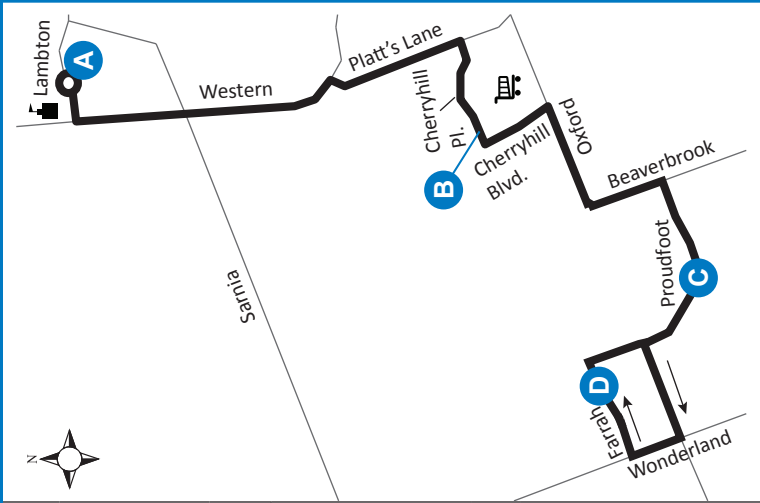 Lambton
A
Western
Platt's Lane
Cherryhill
Pl.
B
Cherryhill
Blvd.
Oxford
Beaverbrook
Sarnia
Proudfoot
C
D
Farrah
Wonderland
N